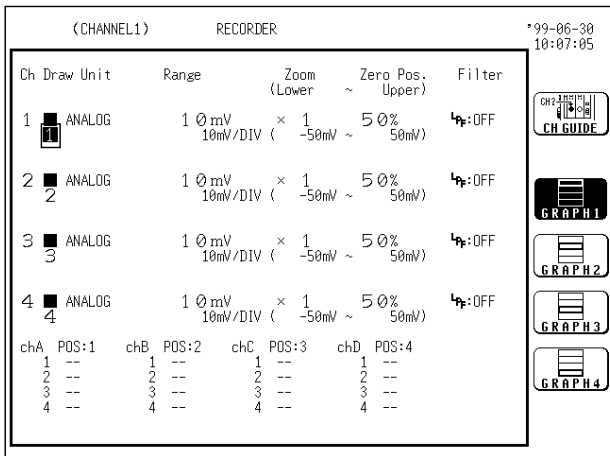 (CHANNEL1) RECORDER '99-06-30
10:07:05
Ch Draw Unit Range Zoom Zero Pos. Filter
(Lower ~ Upper)
1 ■ ANALOG 10mV × 1 50% LPF:OFF
1 10mV/DIV ( -50mV ~ 50mV)
2 ■ ANALOG 10mV × 1 50% LPF:OFF
2 10mV/DIV ( -50mV ~ 50mV)
3 ■ ANALOG 10mV × 1 50% LPF:OFF
3 10mV/DIV ( -50mV ~ 50mV)
4 ■ ANALOG 10mV × 1 50% LPF:OFF
4 10mV/DIV ( -50mV ~ 50mV)
chA POS:1 chB POS:2 chC POS:3 chD POS:4
1 -- 1 -- 1 -- 1 --
2 -- 2 -- 2 -- 2 --
3 -- 3 -- 3 -- 3 --
4 -- 4 -- 4 -- 4 --
CH?
CH GUIDE
GRAPH1
GRAPH2
GRAPH3
GRAPH4